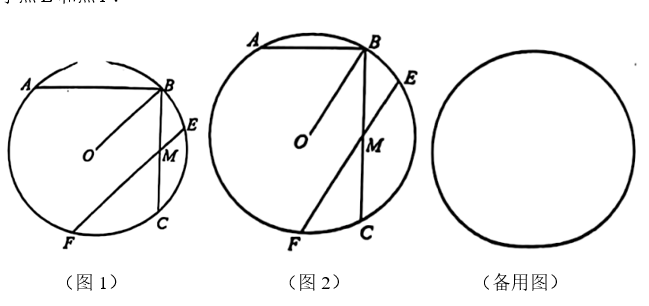 A B E O M C F
A B E O M F C
（图 1） （图 2） （备用图）